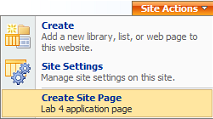 Site Actions
Create
Add a new library, list, or web page to
this website.
Site Settings
Manage site settings on this site.
Create Site Page
Lab 4 application page